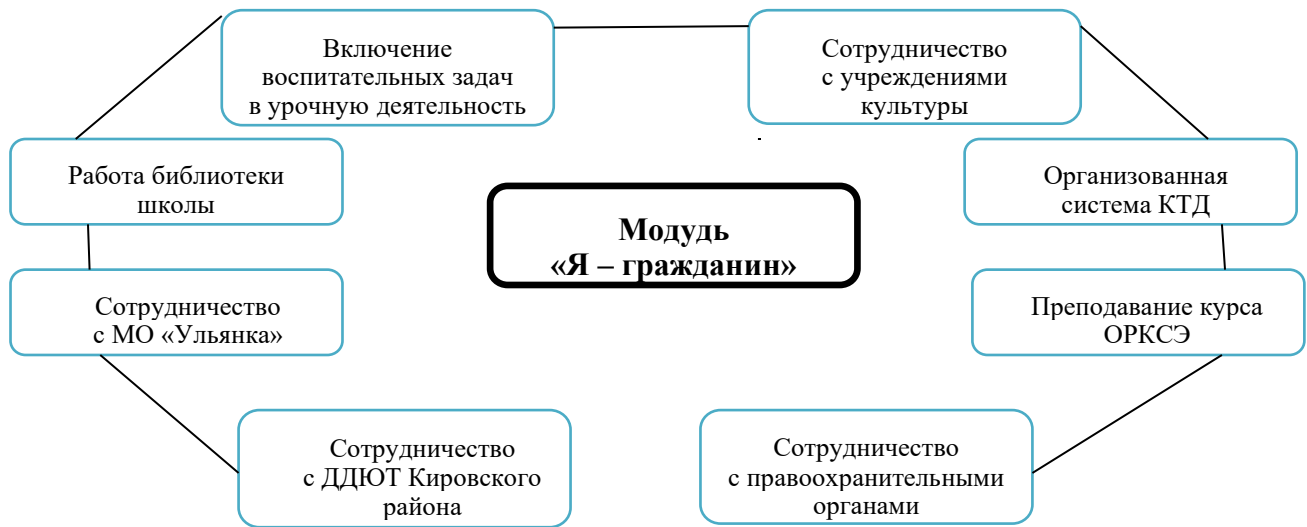 Включение
воспитательных задач
в урочную деятельность
Сотрудничество
с учреждениями
культуры
Работа библиотеки
школы
Организованная
система КТД
Модудь
«Я – гражданин»
Сотрудничество
с МО «Ульянка»
Преподавание курса
ОРКСЭ
Сотрудничество
с ДДЮТ Кировского
района
Сотрудничество
с правоохранительными
органами